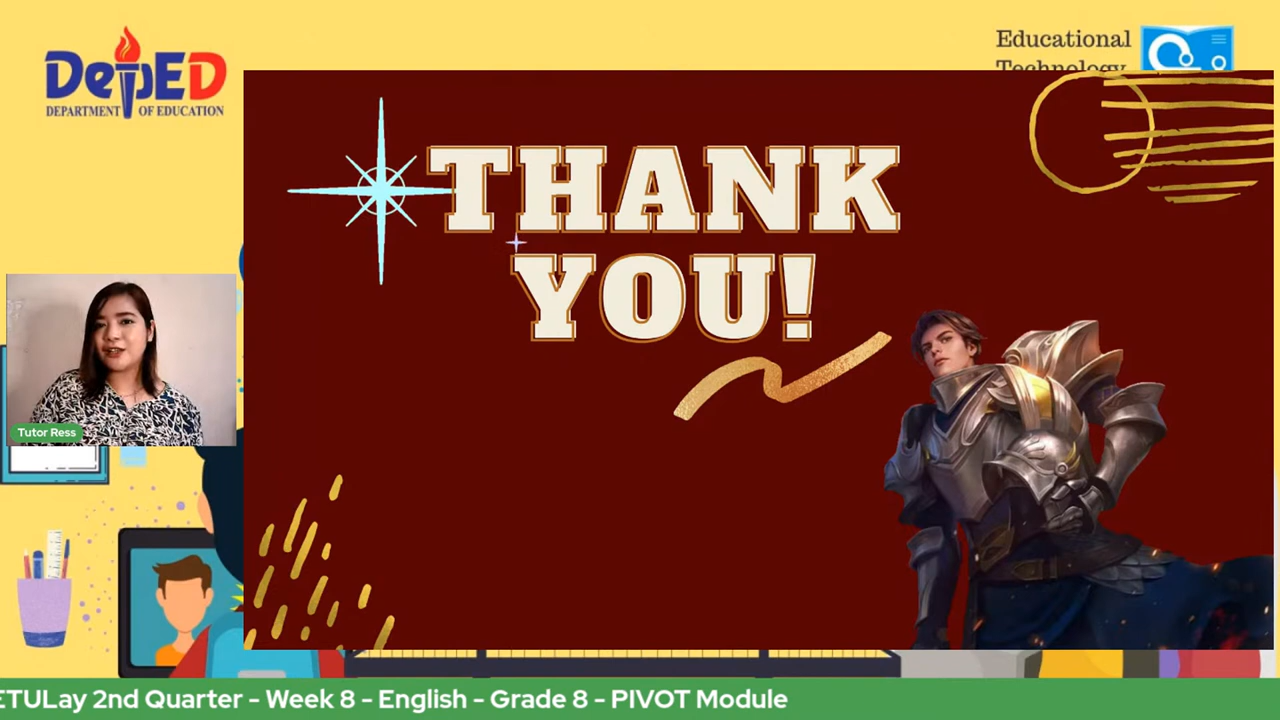 DepED
DEPARTMENT OF EDUCATION
Educational
Technology
THANK
YOU!
Tutor Ress
ETULay 2nd Quarter - Week 8 - English - Grade 8 - PIVOT Module